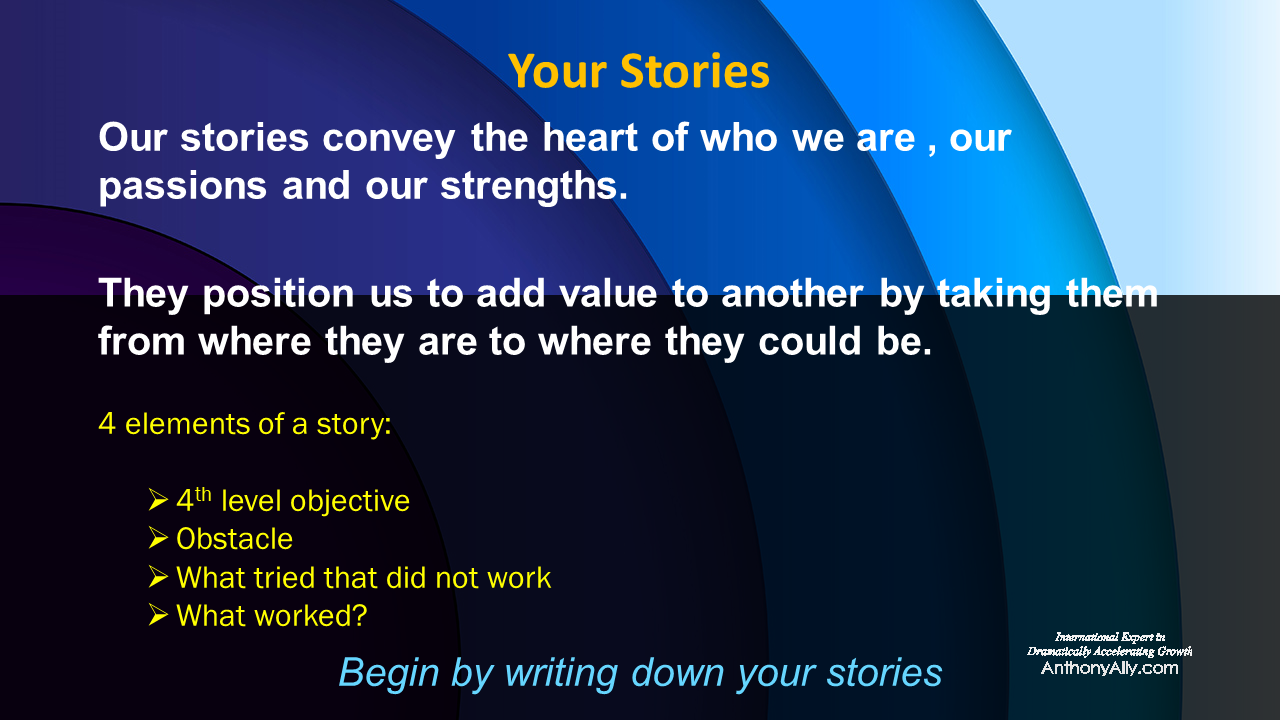 Your Stories
Our stories convey the heart of who we are , our
passions and our strengths.
They position us to add value to another by taking them
from where they are to where they could be.
4 elements of a story:
➢ 4th level objective
➢ Obstacle
➢ What tried that did not work
➢ What worked?
Begin by writing down your stories
International Expert in
Dramatically Accelerating Growth
AnthonyAlly.com